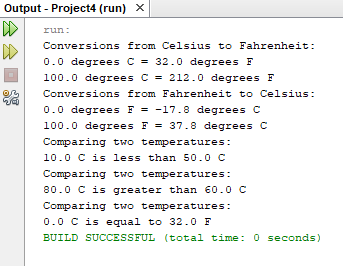 Output - Project4 (run) ×
run:
Conversions from Celsius to Fahrenheit:
0.0 degrees C = 32.0 degrees F
100.0 degrees C = 212.0 degrees F
Conversions from Fahrenheit to Celsius:
0.0 degrees F = -17.8 degrees C
100.0 degrees F = 37.8 degrees C
Comparing two temperatures:
10.0 C is less than 50.0 C
Comparing two temperatures:
80.0 C is greater than 60.0 C
Comparing two temperatures:
0.0 C is equal to 32.0 F
BUILD SUCCESSFUL (total time: 0 seconds)